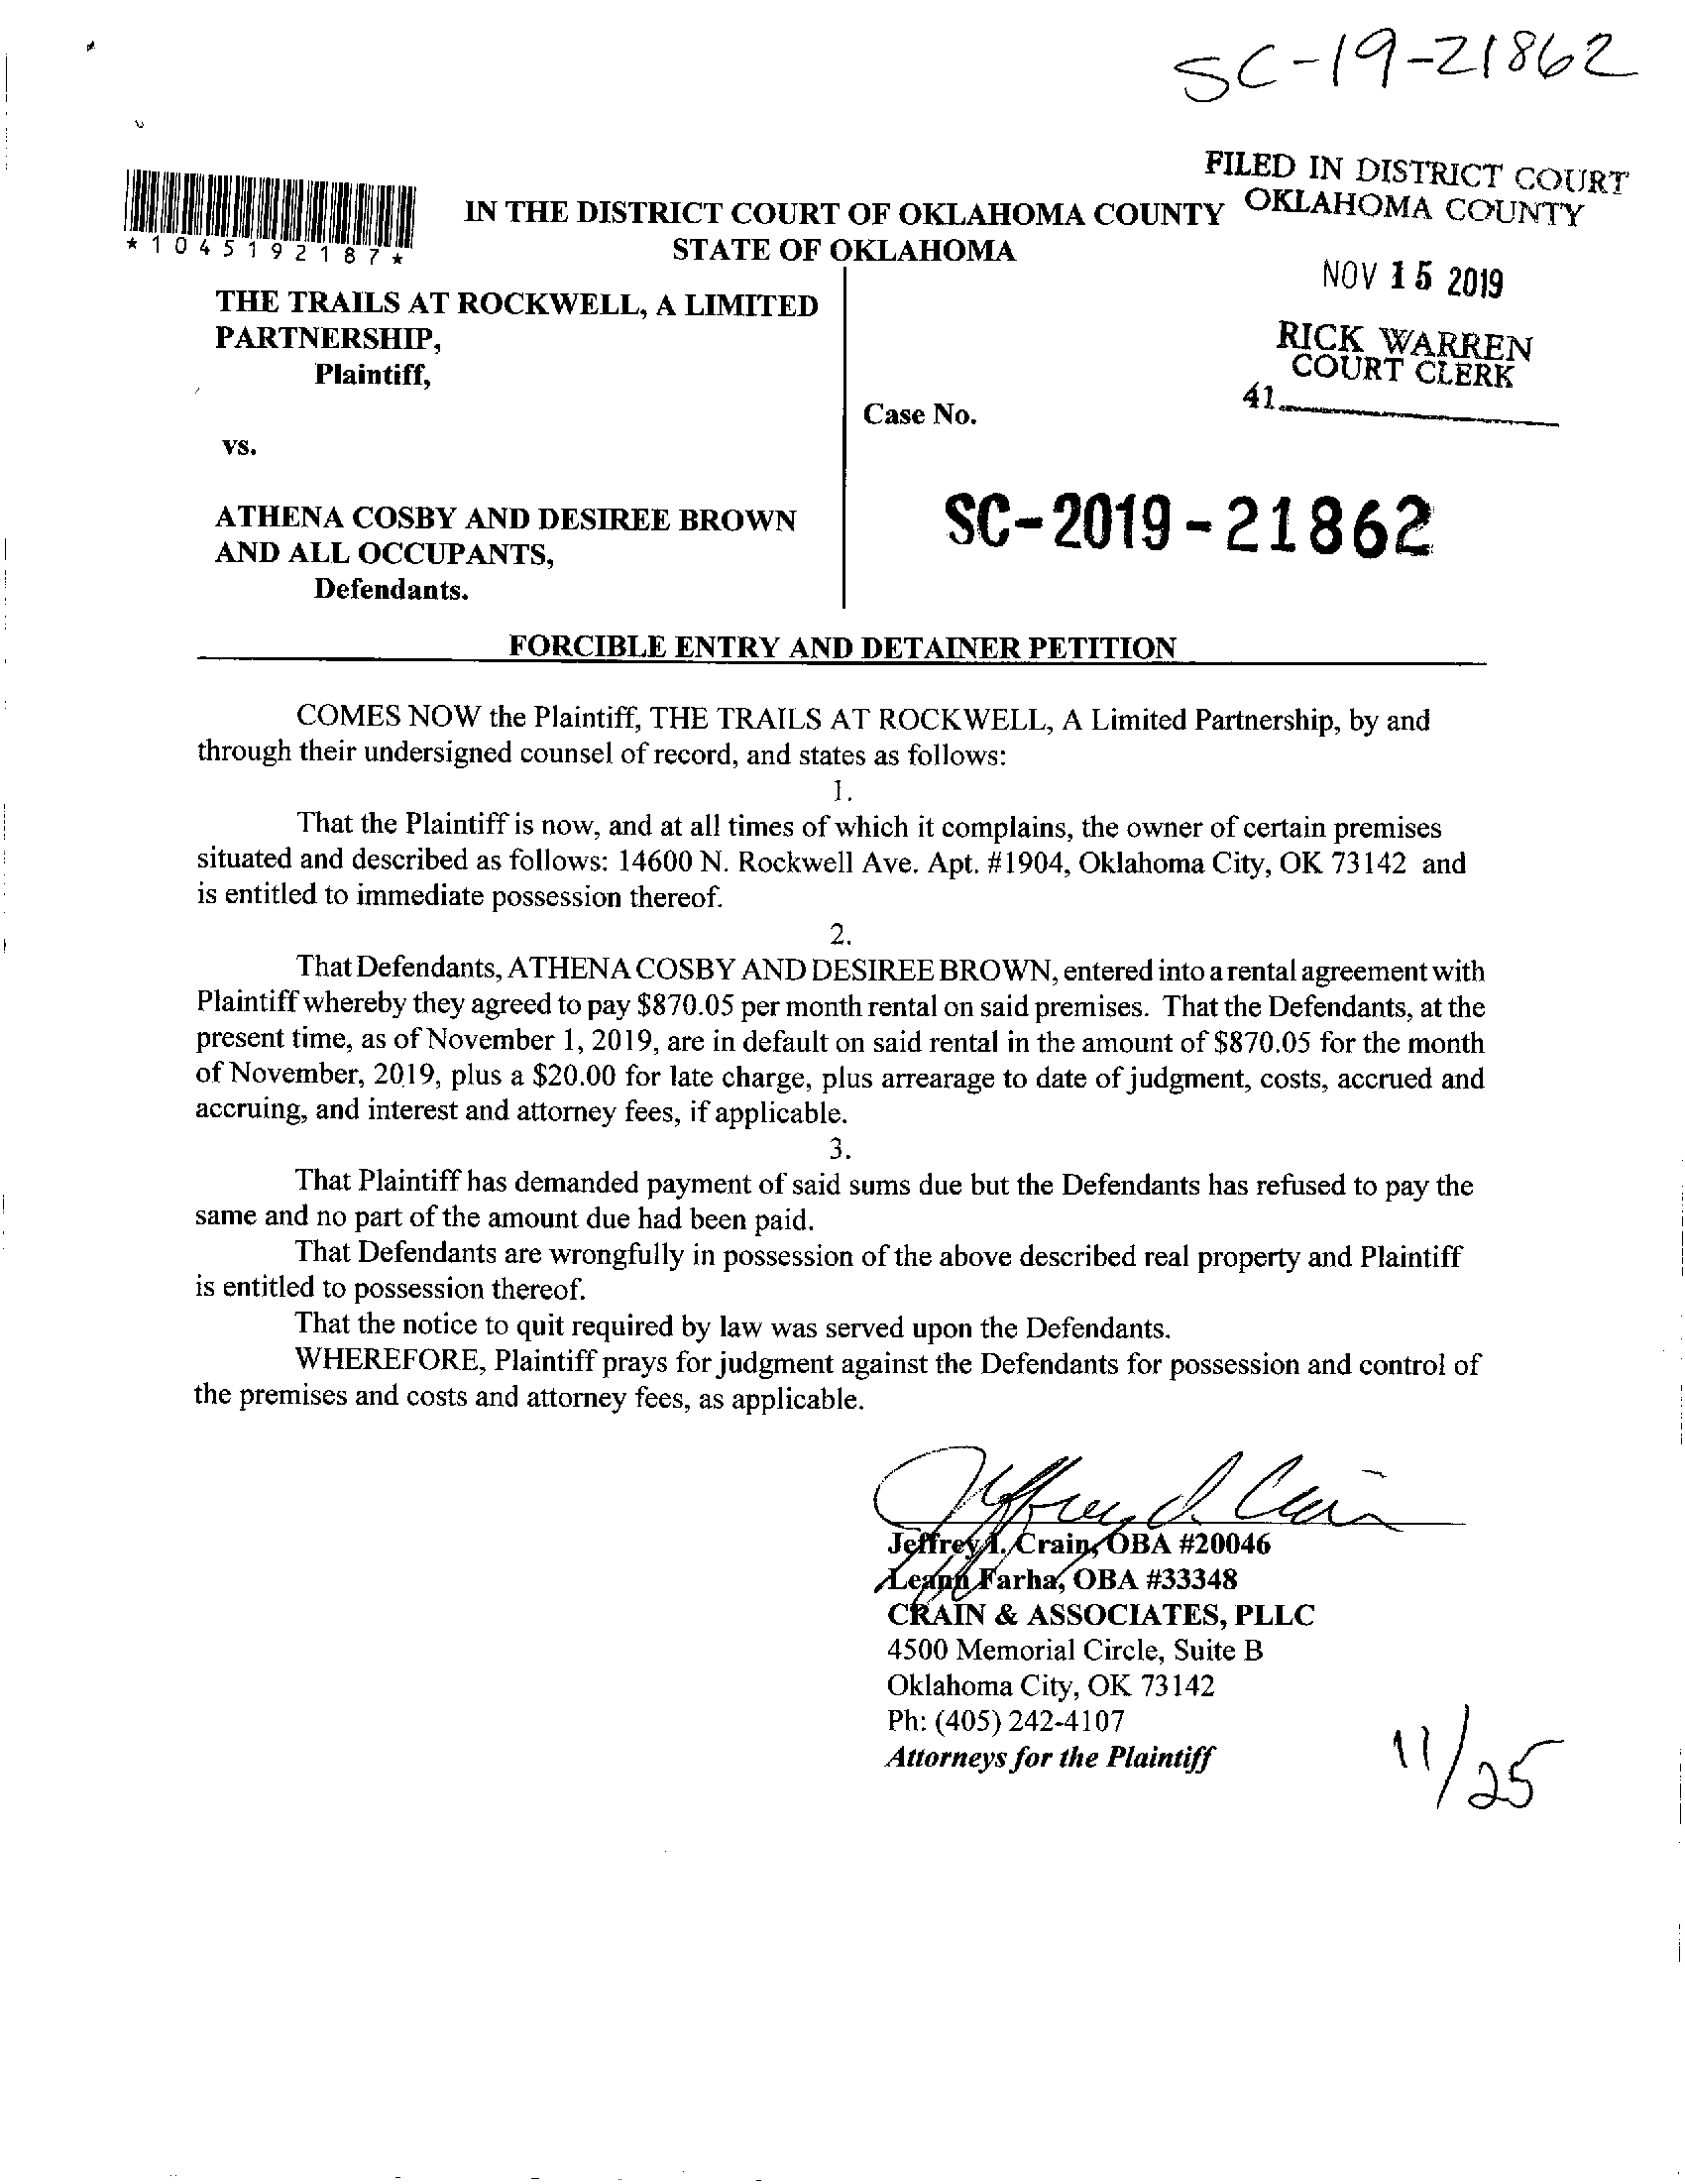 SC-19-21862
FILED IN DISTRICT COURT
OKLAHOMA COUNTY
NOV 15 2019
RICK WARREN
COURT CLERK
41
*1045192187*
IN THE DISTRICT COURT OF OKLAHOMA COUNTY
STATE OF OKLAHOMA
THE TRAILS AT ROCKWELL, A LIMITED
PARTNERSHIP,
Plaintiff,
vs.
ATHENA COSBY AND DESIREE BROWN
AND ALL OCCUPANTS,
Defendants.
Case No.
SC-2019-21862
FORCIBLE ENTRY AND DETAINER PETITION
COMES NOW the Plaintiff, THE TRAILS AT ROCKWELL, A Limited Partnership, by and
through their undersigned counsel of record, and states as follows:
1.
That the Plaintiff is now, and at all times of which it complains, the owner of certain premises
situated and described as follows: 14600 N. Rockwell Ave. Apt. #1904, Oklahoma City, OK 73142 and
is entitled to immediate possession thereof.
2.
That Defendants, ATHENA COSBY AND DESIREE BROWN, entered into a rental agreement with
Plaintiff whereby they agreed to pay $870.05 per month rental on said premises. That the Defendants, at the
present time, as of November 1, 2019, are in default on said rental in the amount of $870.05 for the month
of November, 2019, plus a $20.00 for late charge, plus arrearage to date of judgment, costs, accrued and
accruing, and interest and attorney fees, if applicable.
3.
That Plaintiff has demanded payment of said sums due but the Defendants has refused to pay the
same and no part of the amount due had been paid.
That Defendants are wrongfully in possession of the above described real property and Plaintiff
is entitled to possession thereof.
That the notice to quit required by law was served upon the Defendants.
WHEREFORE, Plaintiff prays for judgment against the Defendants for possession and control of
the premises and costs and attorney fees, as applicable.
Jeffrey I. Crain, OBA #20046
Leann Farha, OBA #33348
CRAIN & ASSOCIATES, PLLC
4500 Memorial Circle, Suite B
Oklahoma City, OK 73142
Ph: (405) 242-4107
Attorneys for the Plaintiff
11/25